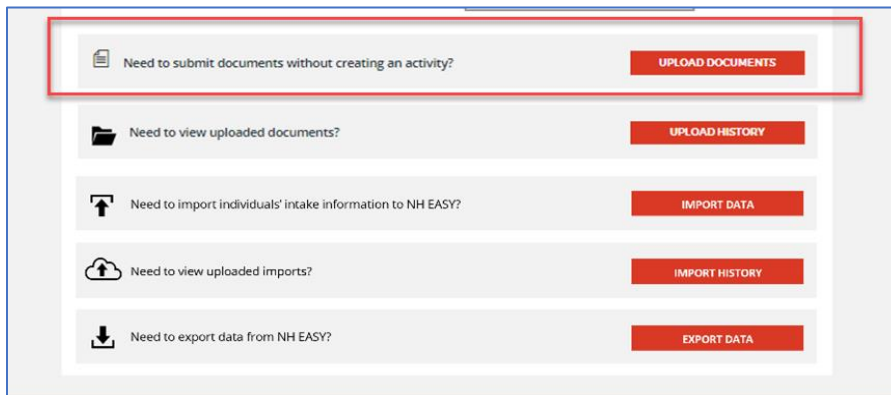 Need to submit documents without creating an activity? UPLOAD DOCUMENTS
Need to view uploaded documents? UPLOAD HISTORY
Need to import individuals' intake information to NH EASY? IMPORT DATA
Need to view uploaded imports? IMPORT HISTORY
Need to export data from NH EASY? EXPORT DATA